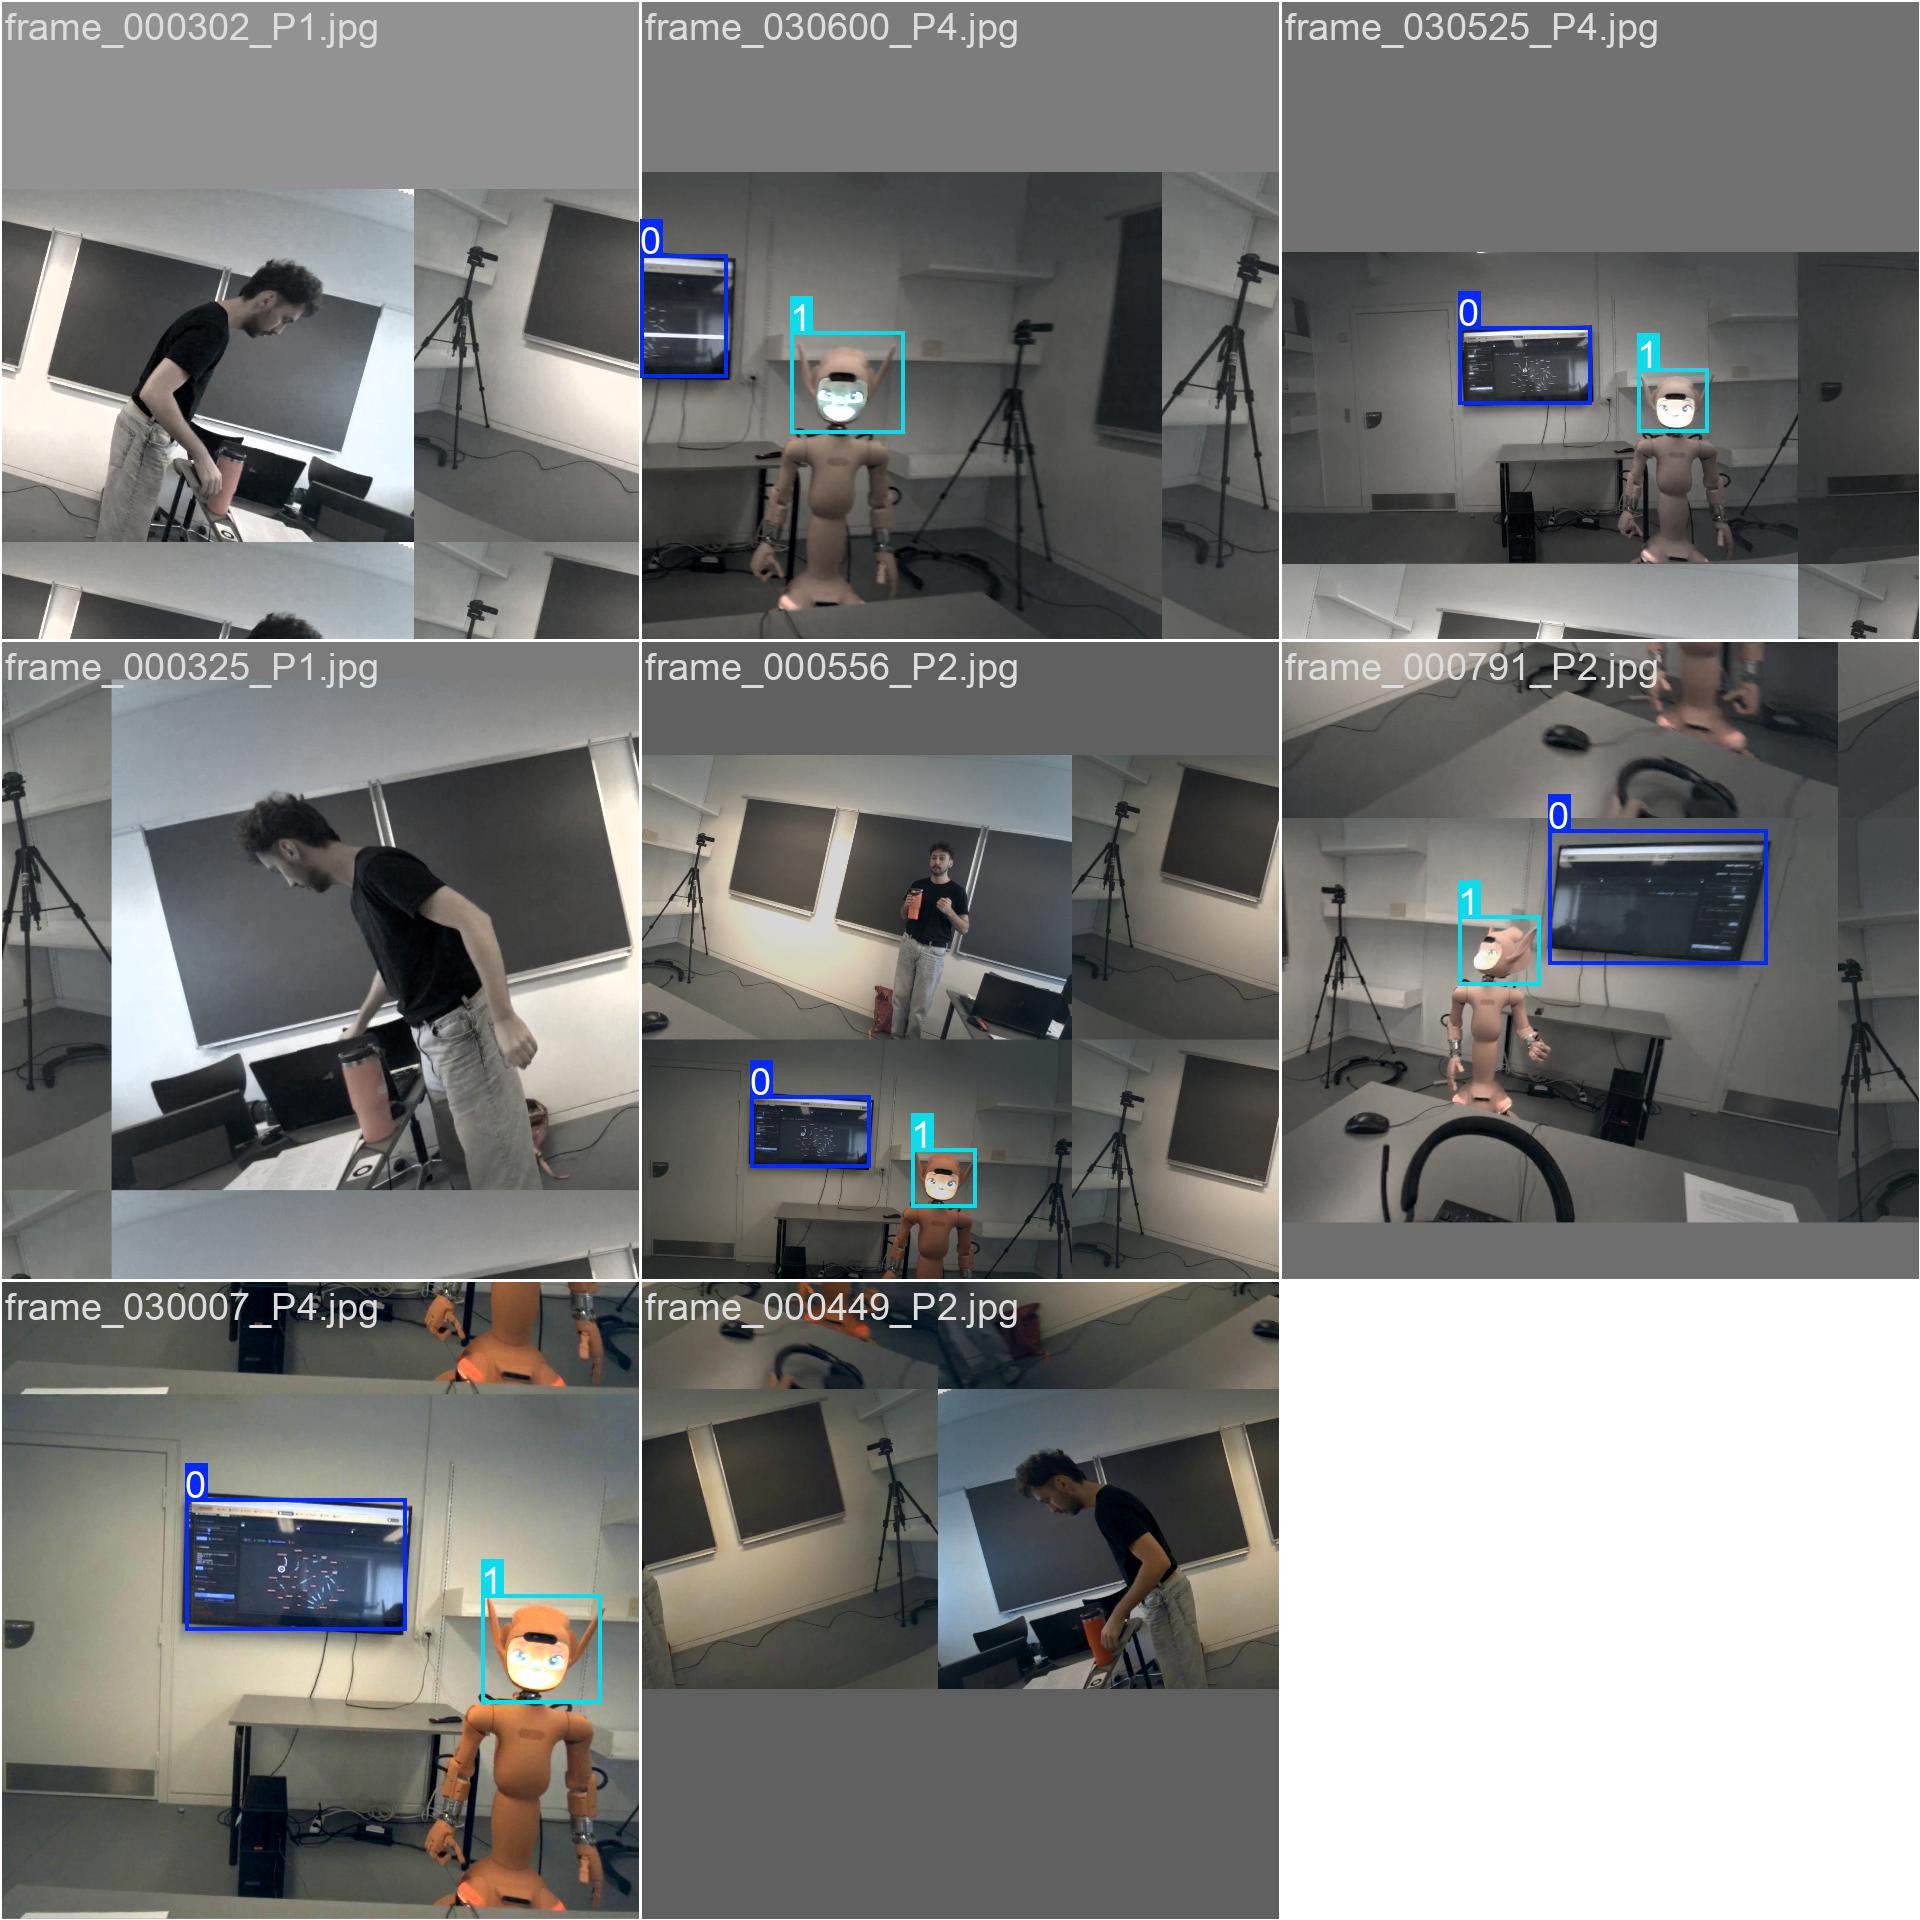 frame_000302_P1.jpg
frame_030600_P4.jpg
frame_030525_P4.jpg
0
1
0
1
frame_000325_P1.jpg
frame_000556_P2.jpg
frame_000791_P2.jpg
0
1
0
1
frame_030007_P4.jpg
frame_000449_P2.jpg
0
1